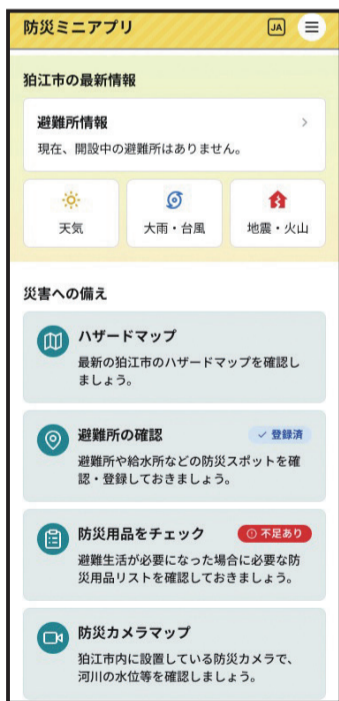 防災ミニアプリ
JA
狛江市の最新情報
避難所情報
現在、開設中の避難所はありません。
天気
大雨・台風
地震・火山
災害への備え
ハザードマップ
最新の狛江市のハザードマップを確認し
ましょう。
避難所の確認
登録済
避難所や給水所などの防災スポットを確
認・登録しておきましょう。
防災用品をチェック
不足あり
避難生活が必要になった場合に必要な防
災用品リストを確認しておきましょう。
防災カメラマップ
狛江市内に設置している防災カメラで、
河川の水位等を確認しましょう。